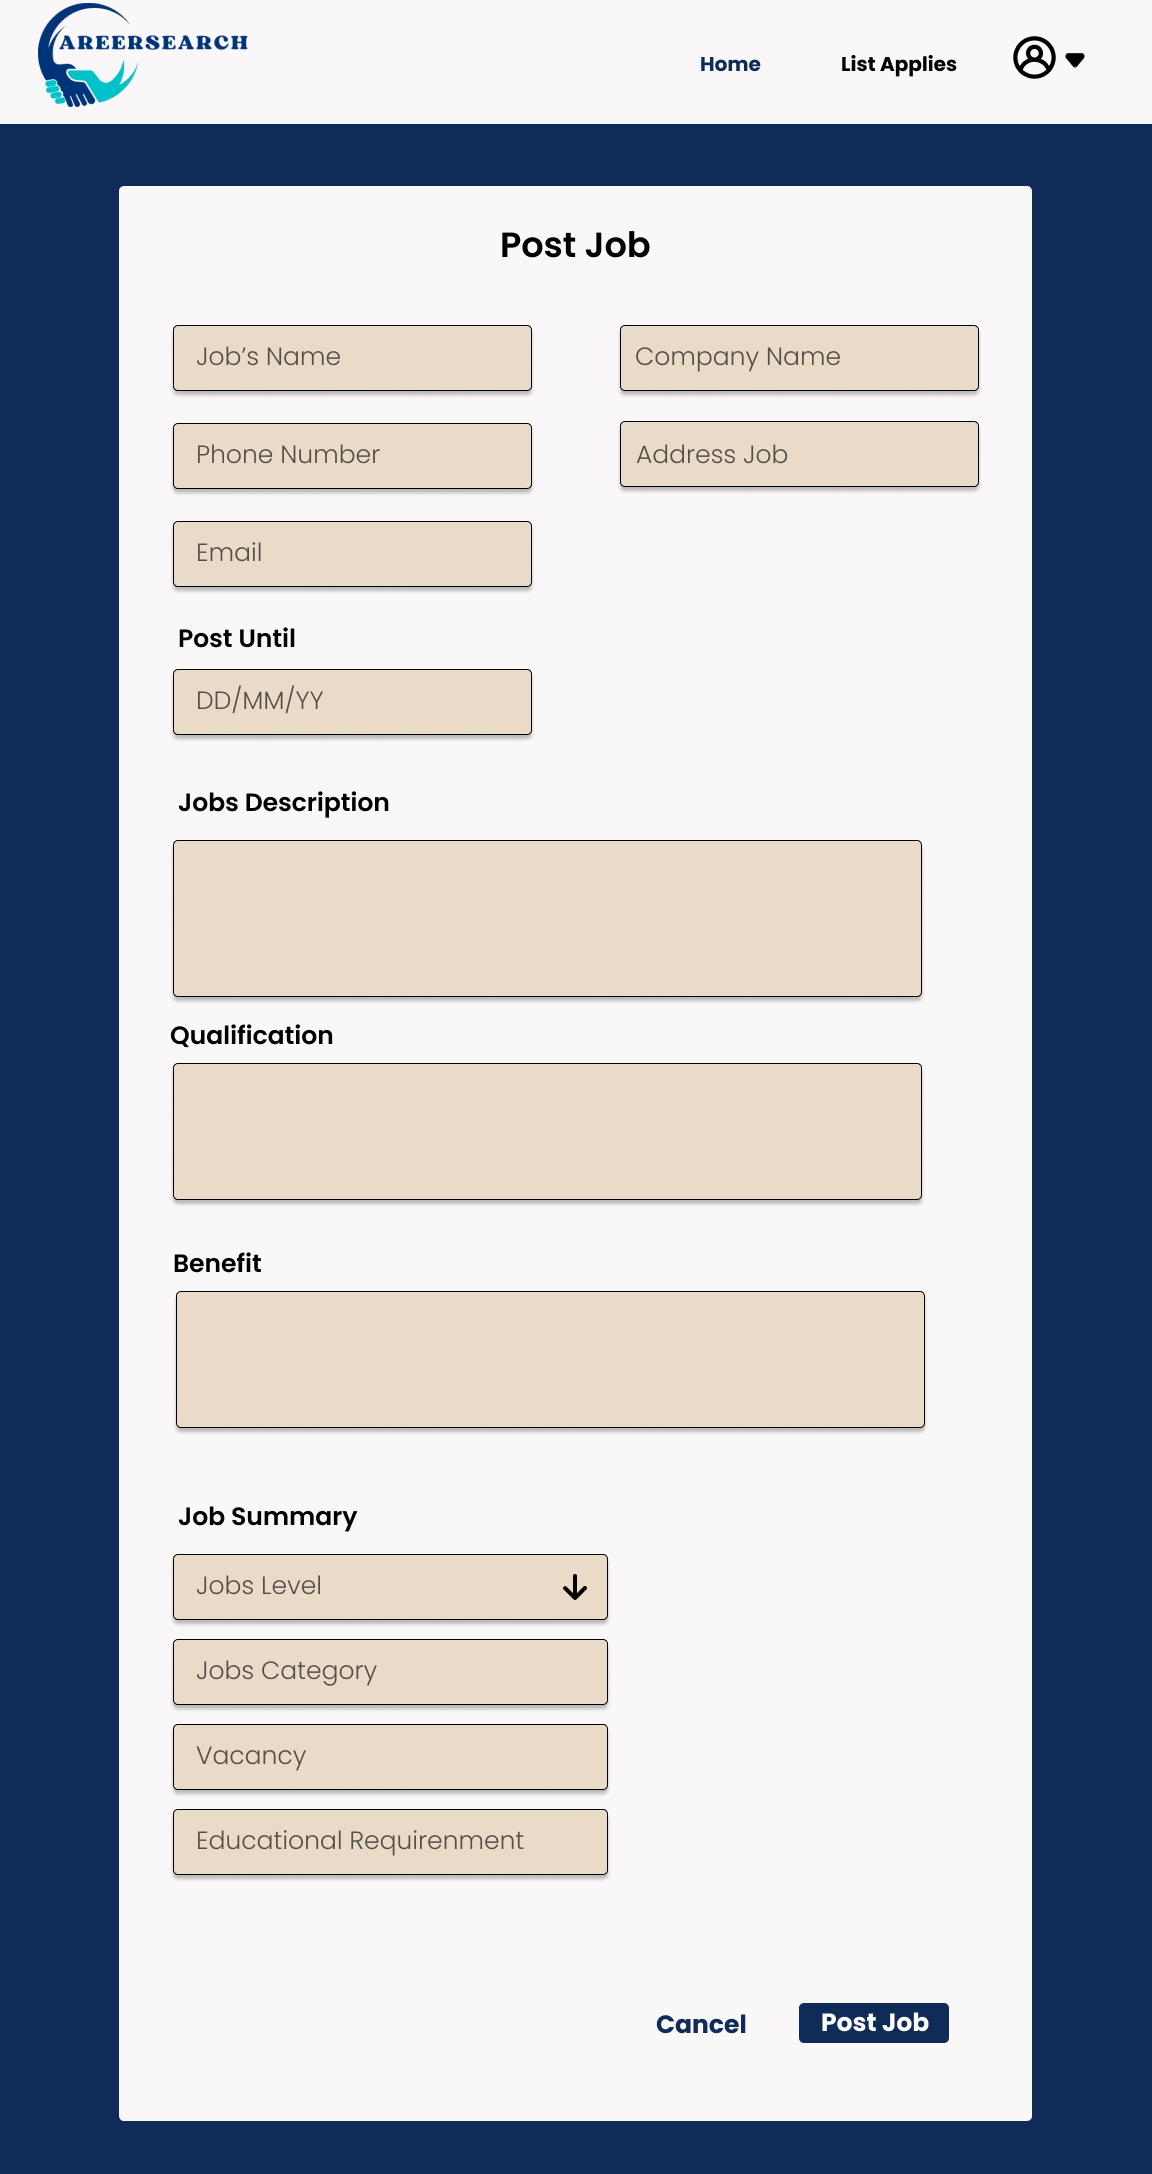 AREERSEARCH
Home
List Applies
Post Job
Job’s Name
Company Name
Phone Number
Address Job
Email
Post Until
DD/MM/YY
Jobs Description
Qualification
Benefit
Job Summary
Jobs Level
Jobs Category
Vacancy
Educational Requirenment
Cancel
Post Job